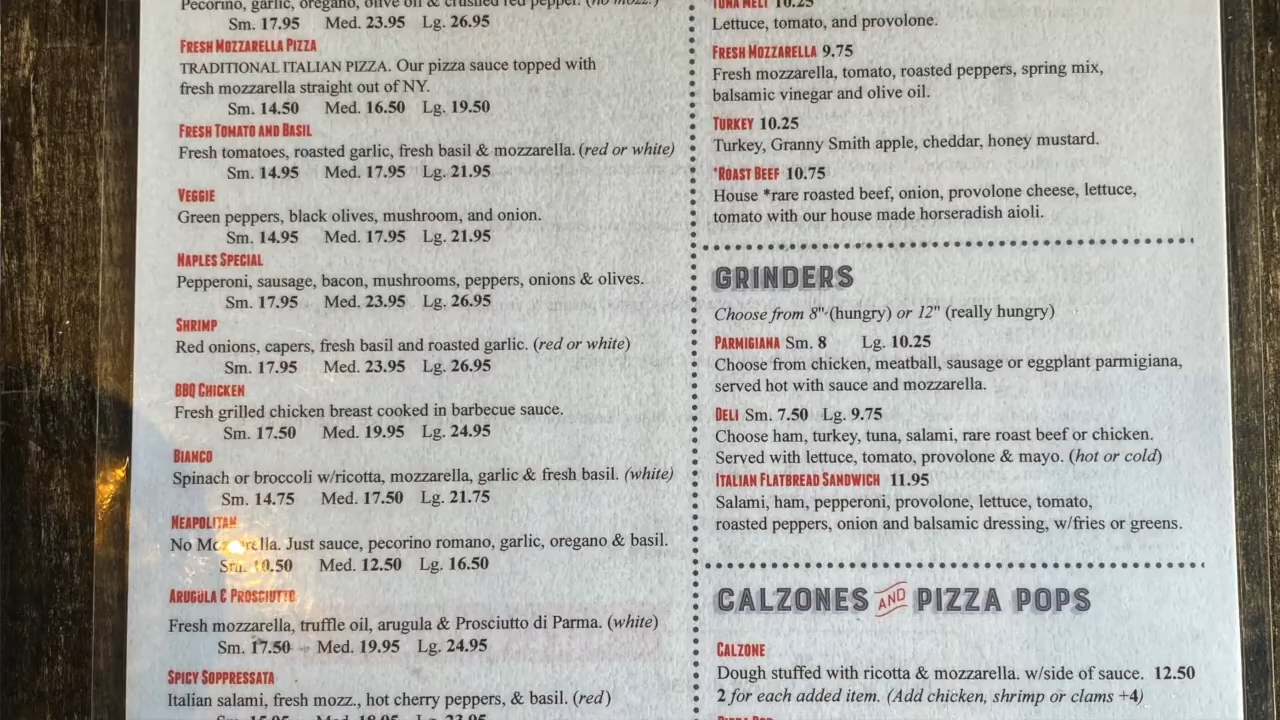 Pecorino, garlic, oregano, olive oil & crushed red pepper. (no mozz.)
Sm. 17.95 Med. 23.95 Lg. 26.95
FRESH MOZZARELLA PIZZA
TRADITIONAL ITALIAN PIZZA. Our pizza sauce topped with
fresh mozzarella straight out of NY.
Sm. 14.50 Med. 16.50 Lg. 19.50
FRESH TOMATO AND BASIL
Fresh tomatoes, roasted garlic, fresh basil & mozzarella. (red or white)
Sm. 14.95 Med. 17.95 Lg. 21.95
VEGGIE
Green peppers, black olives, mushroom, and onion.
Sm. 14.95 Med. 17.95 Lg. 21.95
NAPLES SPECIAL
Pepperoni, sausage, bacon, mushrooms, peppers, onions & olives.
Sm. 17.95 Med. 23.95 Lg. 26.95
SHRIMP
Red onions, capers, fresh basil and roasted garlic. (red or white)
Sm. 17.95 Med. 23.95 Lg. 26.95
BBQ CHICKEN
Fresh grilled chicken breast cooked in barbecue sauce.
Sm. 17.50 Med. 19.95 Lg. 24.95
BIANCO
Spinach or broccoli w/ricotta, mozzarella, garlic & fresh basil. (white)
Sm. 14.75 Med. 17.50 Lg. 21.75
NEAPOLITAN
No Mozzarella. Just sauce, pecorino romano, garlic, oregano & basil.
Sm. 10.50 Med. 12.50 Lg. 16.50
ARUGULA & PROSCIUTTO
Fresh mozzarella, truffle oil, arugula & Prosciutto di Parma. (white)
Sm. 17.50 Med. 19.95 Lg. 24.95
SPICY SOPPRESSATA
Italian salami, fresh mozz., hot cherry peppers, & basil. (red)
TUNA MELT 10.25
Lettuce, tomato, and provolone.
FRESH MOZZARELLA 9.75
Fresh mozzarella, tomato, roasted peppers, spring mix,
balsamic vinegar and olive oil.
TURKEY 10.25
Turkey, Granny Smith apple, cheddar, honey mustard.
*ROAST BEEF 10.75
House *rare roasted beef, onion, provolone cheese, lettuce,
tomato with our house made horseradish aioli.
GRINDERS
Choose from 8" (hungry) or 12" (really hungry)
PARMIGIANA Sm. 8 Lg. 10.25
Choose from chicken, meatball, sausage or eggplant parmigiana,
served hot with sauce and mozzarella.
DELI Sm. 7.50 Lg. 9.75
Choose ham, turkey, tuna, salami, rare roast beef or chicken.
Served with lettuce, tomato, provolone & mayo. (hot or cold)
ITALIAN FLATBREAD SANDWICH 11.95
Salami, ham, pepperoni, provolone, lettuce, tomato,
roasted peppers, onion and balsamic dressing, w/fries or greens.
CALZONES AND PIZZA POPS
CALZONE
Dough stuffed with ricotta & mozzarella. w/side of sauce. 12.50
2 for each added item. (Add chicken, shrimp or clams +4)